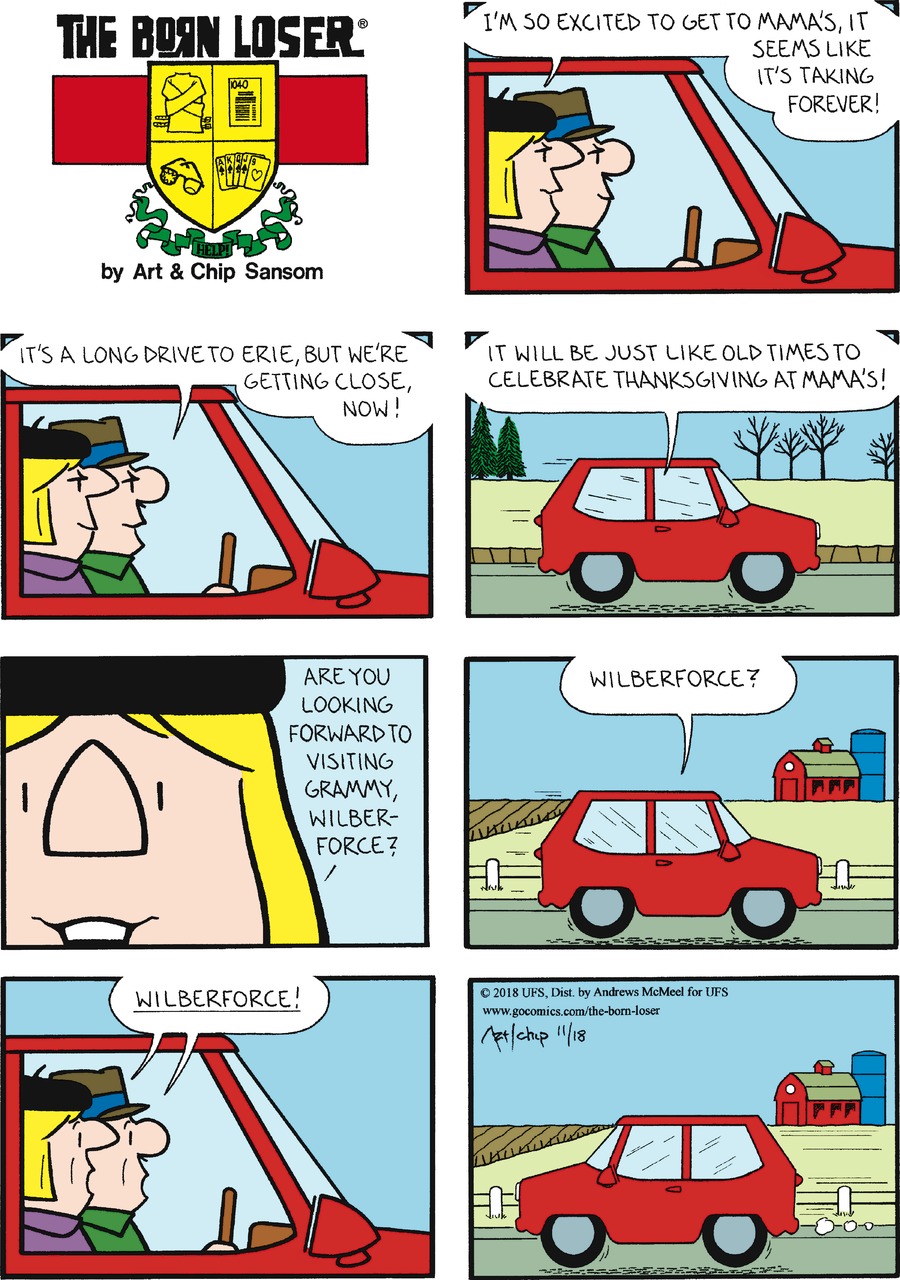 THE BORN LOSER®
1040
A K Q J 9
HELP!
by Art & Chip Sansom
I'M SO EXCITED TO GET TO MAMA'S, IT
SEEMS LIKE
IT'S TAKING
FOREVER!
IT'S A LONG DRIVE TO ERIE, BUT WE'RE
GETTING CLOSE,
NOW!
IT WILL BE JUST LIKE OLD TIMES TO
CELEBRATE THANKSGIVING AT MAMA'S!
ARE YOU
LOOKING
FORWARD TO
VISITING
GRAMMY,
WILBER-
FORCE?
WILBERFORCE?
WILBERFORCE!
© 2018 UFS, Dist. by Andrews McMeel for UFS
www.gocomics.com/the-born-loser
Art/Chip 11/18